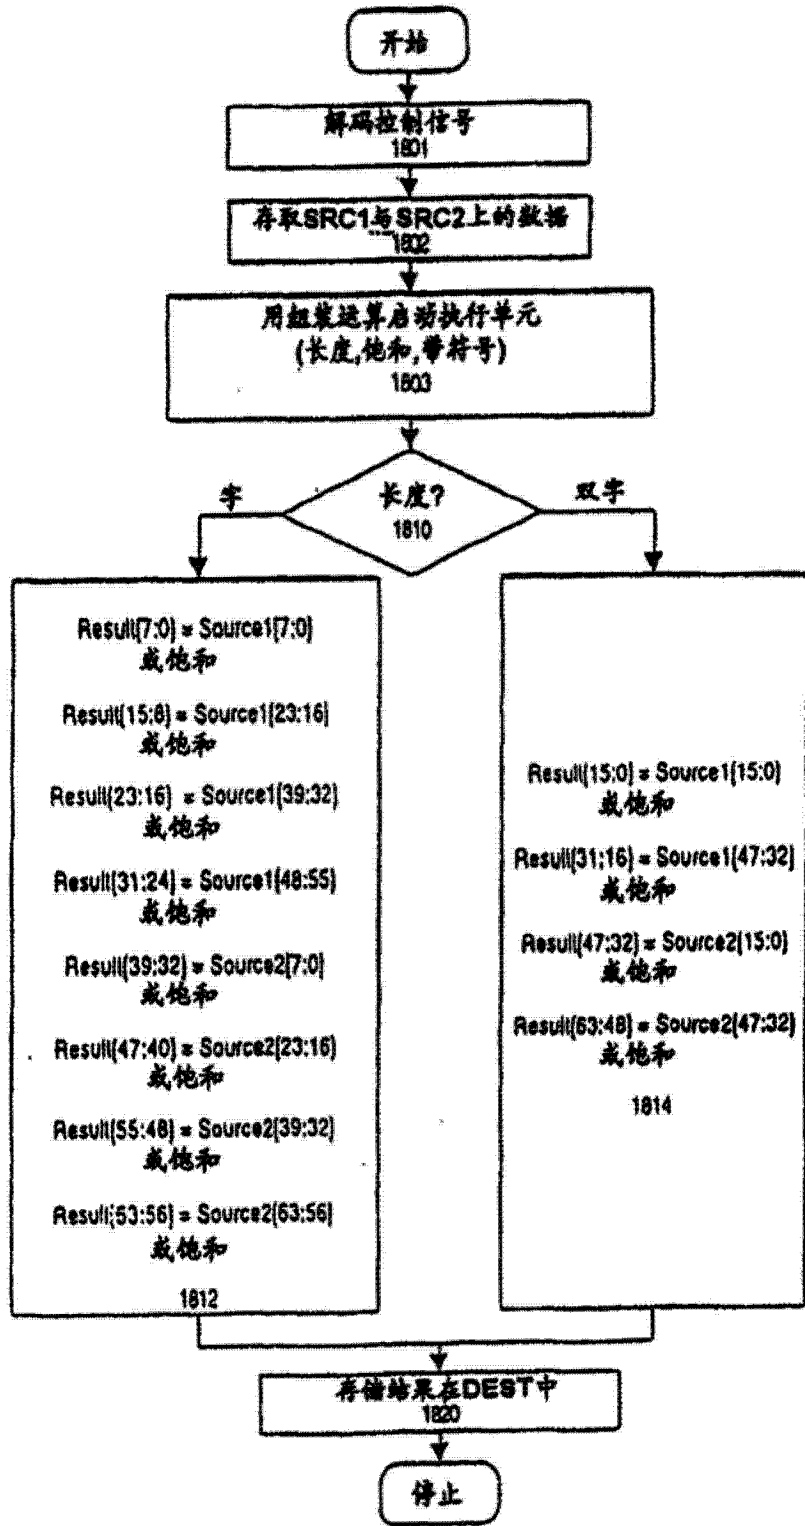 开始
解码控制信号
1801
存取SRC1与SRC2上的数据
1802
用组装运算启动执行单元
(长度,饱和,带符号)
1803
长度?
1810
字
双字
Result(7:0) = Source1(7:0)
或饱和
Result(15:8) = Source1(23:16)
或饱和
Result(23:16) = Source1(39:32)
或饱和
Result(31:24) = Source1(48:55)
或饱和
Result(39:32) = Source2(7:0)
或饱和
Result(47:40) = Source2(23:16)
或饱和
Result(55:48) = Source2(39:32)
或饱和
Result(63:56) = Source2(63:56)
或饱和
1812
Result(15:0) = Source1(15:0)
或饱和
Result(31:16) = Source1(47:32)
或饱和
Result(47:32) = Source2(15:0)
或饱和
Result(63:48) = Source2(47:32)
或饱和
1814
存储结果在DEST中
1820
停止